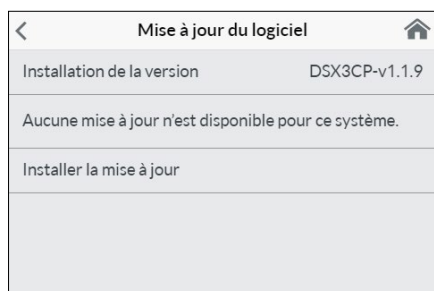 Mise à jour du logiciel
Installation de la version DSX3CP-v1.1.9
Aucune mise à jour n'est disponible pour ce système.
Installer la mise à jour